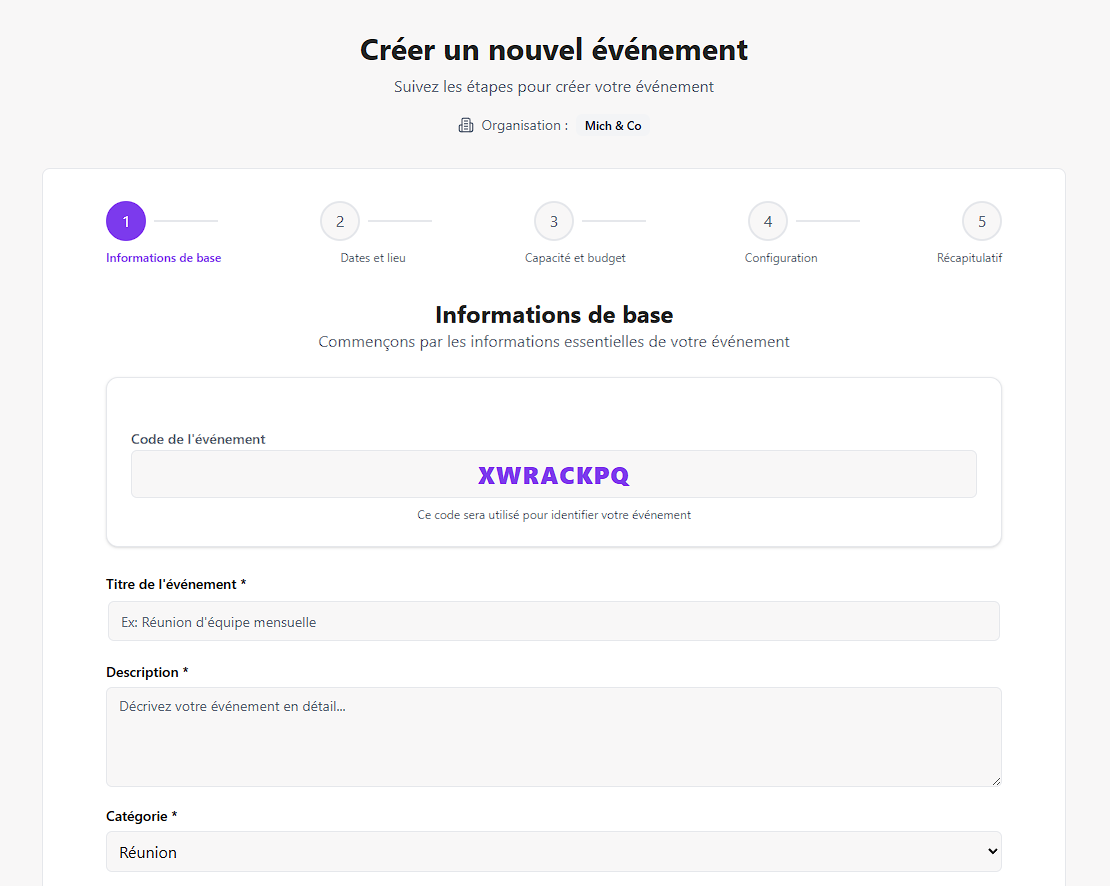 Créer un nouvel événement
Suivez les étapes pour créer votre événement
Organisation : Mich & Co
1 2 3 4 5
Informations de base Dates et lieu Capacité et budget Configuration Récapitulatif
Informations de base
Commençons par les informations essentielles de votre événement
Code de l'événement
XWRACKPQ
Ce code sera utilisé pour identifier votre événement
Titre de l'événement *
Ex: Réunion d'équipe mensuelle
Description *
Décrivez votre événement en détail...
Catégorie *
Réunion